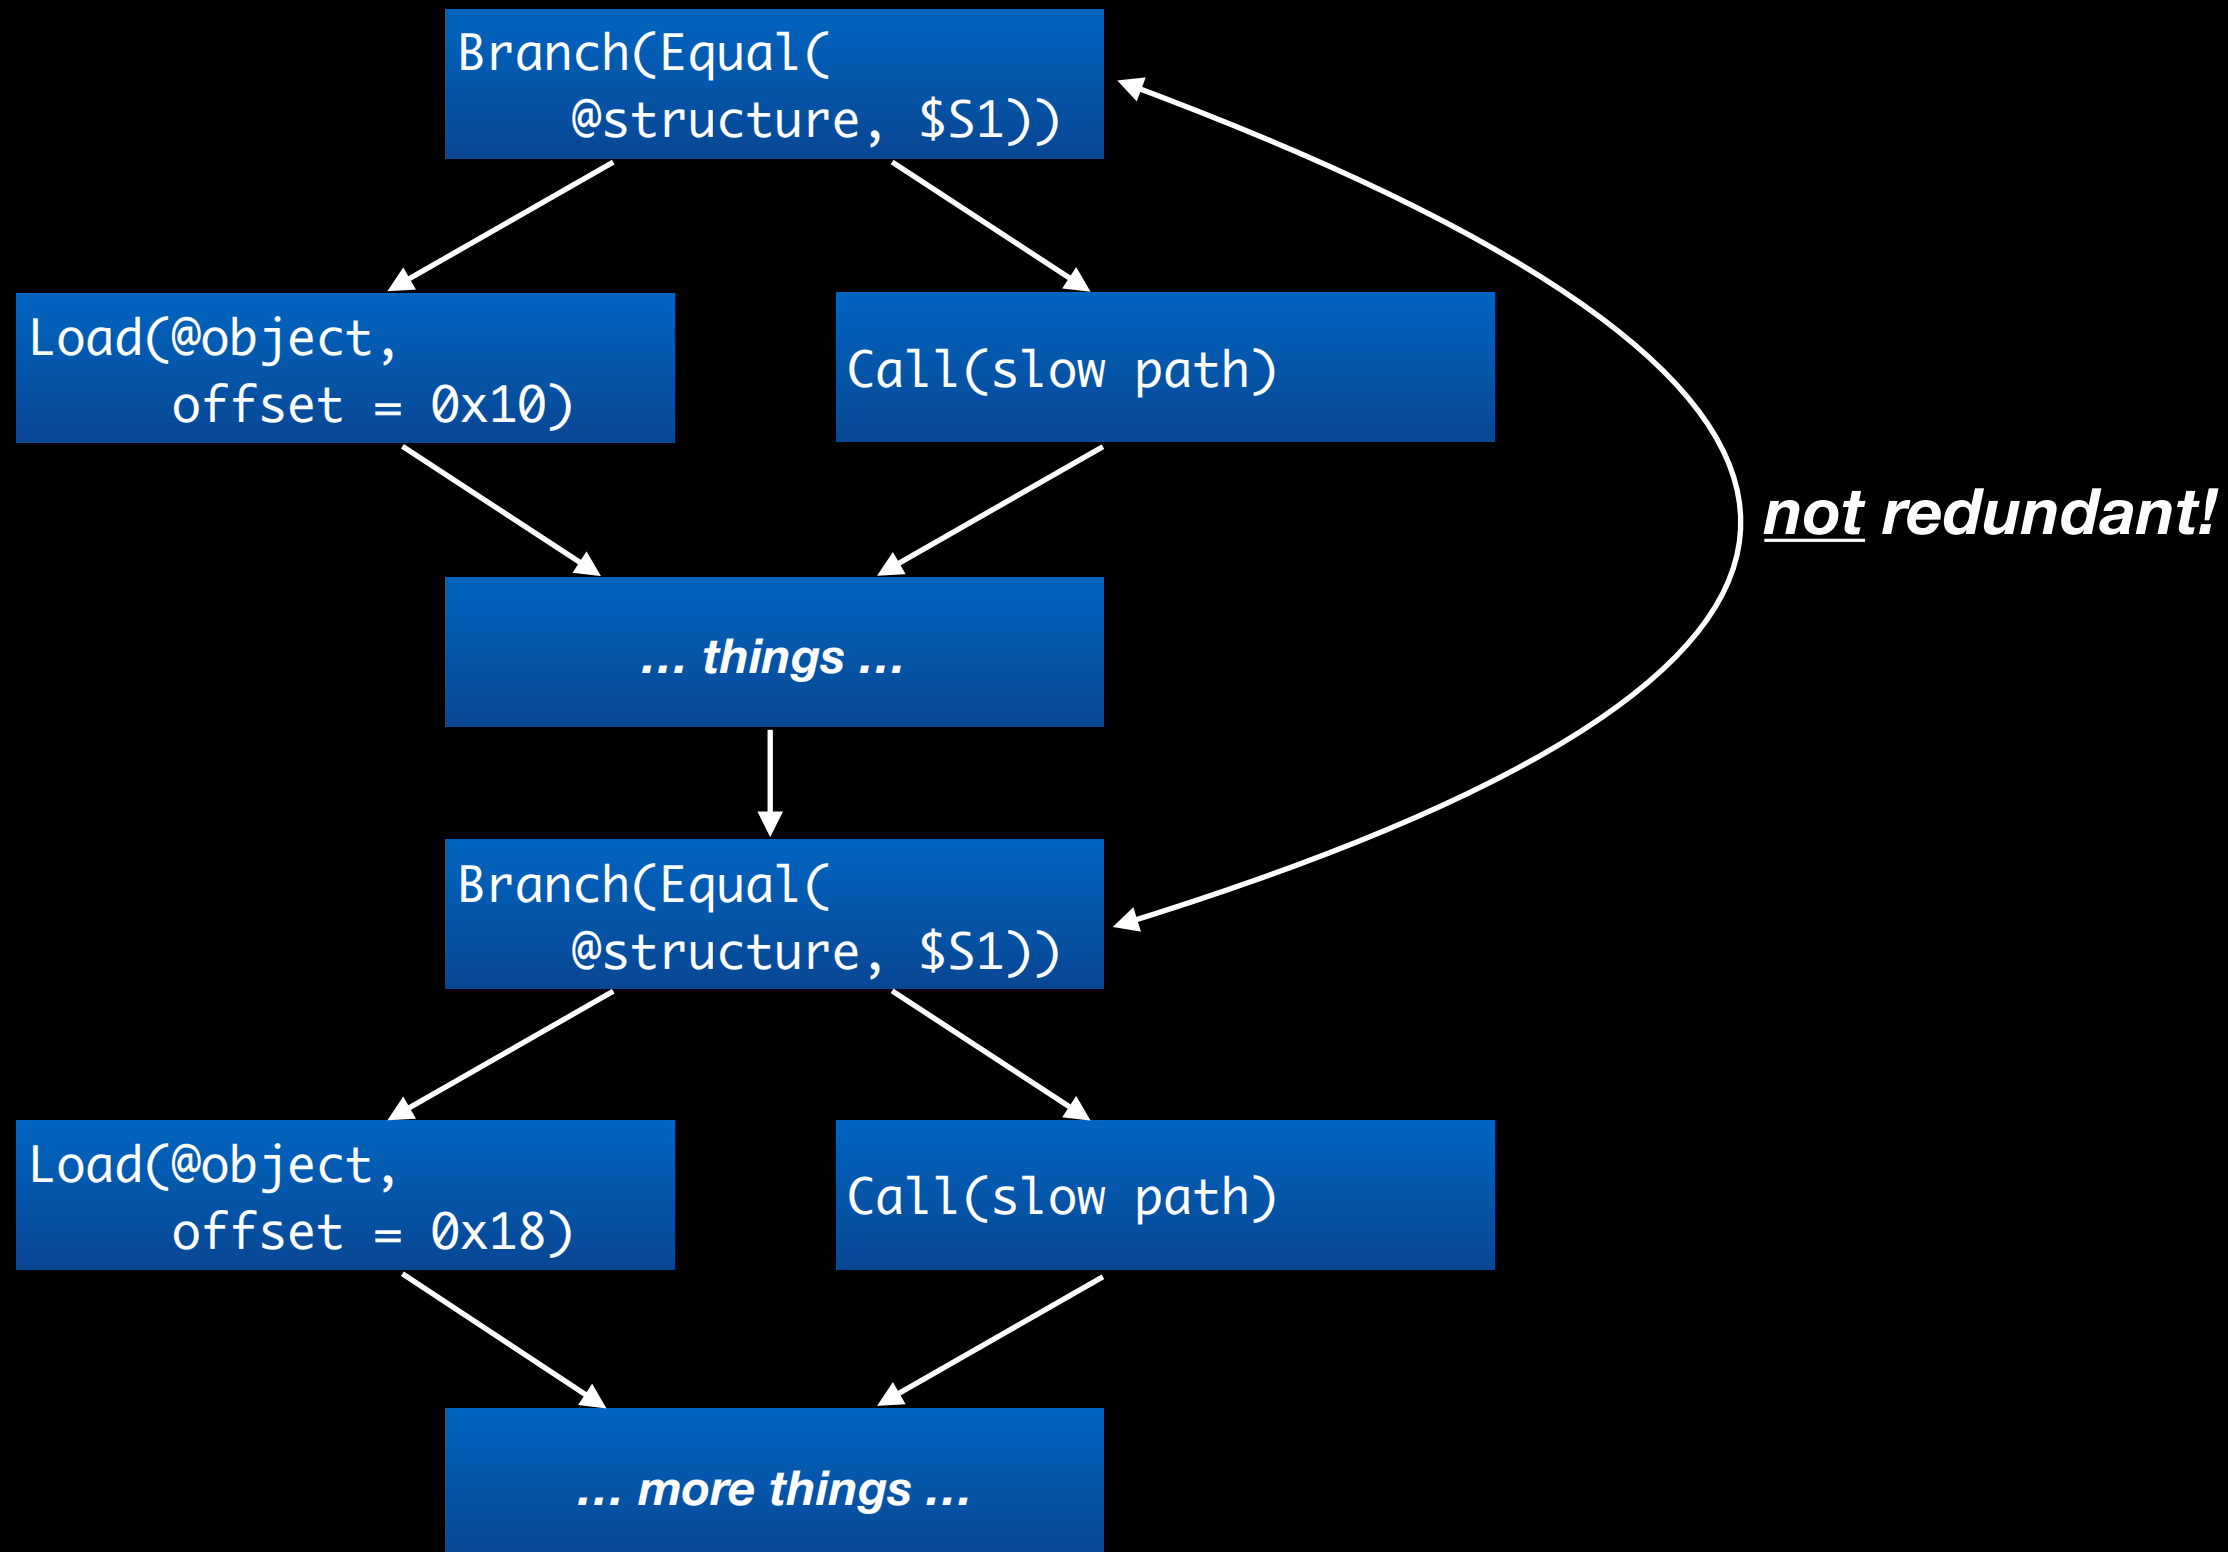 Branch(Equal(
@structure, $S1))
Load(@object,
offset = 0x10)
Call(slow path)
not redundant!
... things ...
Branch(Equal(
@structure, $S1))
Load(@object,
offset = 0x18)
Call(slow path)
... more things ...